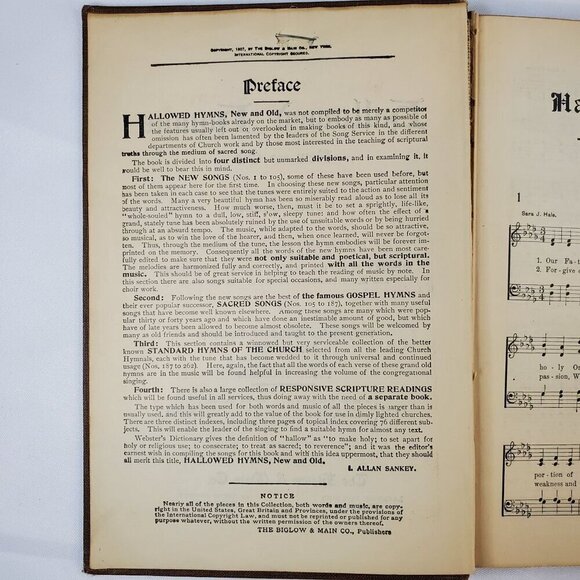 COPYRIGHT, 1907, BY THE BIGLOW & MAIN CO., NEW YORK.
INTERNATIONAL COPYRIGHT SECURED.
Preface
HALLOWED HYMNS, New and Old, was not compiled to be merely a competitor
of the many hymn-books already on the market, but to embody as many as possible of
the features usually left out or overlooked in making books of this kind, and whose
omission has often been lamented by the leaders of the Song Service in the different
departments of Church work and by those most interested in the teaching of scriptural
truths through the medium of sacred song.
The book is divided into four distinct but unmarked divisions, and in examining it, it
would be well to bear this in mind.
First: The NEW SONGS (Nos. 1 to 105), some of these have been used before, but
most of them appear here for the first time. In choosing these new songs, particular attention
has been taken in each case to see that the tunes were entirely suited to the action and sentiment
of the words. Many a very beautiful hymn has been so miserably read aloud as to lose all its
beauty and attractiveness. How much worse, then, must it be to set a sprightly, life-like,
"whole-souled" hymn to a dull, low, stiff, slow, sleepy tune; and how often the effect of a
grand, stately tune has been absolutely ruined by the use of unsuitable words or by being hurried
through at an absurd tempo. The music, while adapted to the words, should be so attractive,
so musical, as to win the love of the hearer, and then, when once learned, will never be forgot-
ten. Thus, through the medium of the tune, the lesson the hymn embodies will be forever im-
printed on the memory. Consequently all the words of the new hymns have been most care-
fully edited to make sure that they were not only suitable and poetical, but scriptural.
The melodies are harmonized fully and correctly, and printed with all the words in the
music. This should be of great service in helping to teach the reading of music by note. In
this section there are also songs suitable for special occasions, and many written especially for
choir work.
Second: Following the new songs are the best of the famous GOSPEL HYMNS and
their ever popular successor, SACRED SONGS (Nos. 105 to 187), together with many useful
songs that have become well known elsewhere. Among these songs are many which were pop-
ular thirty or forty years ago and which have done an inestimable amount of good, but which
have of late years been allowed to become almost obsolete. These songs will be welcomed by
many as old friends and should be introduced and taught to the present generation.
Third: This section contains a winnowed but very serviceable collection of the better
known STANDARD HYMNS OF THE CHURCH selected from all the leading Church
Hymnals, each with the tune that has become welded to it through universal and continued
usage (Nos. 187 to 262). Here, again, the fact that all the words of each verse of these grand old
hymns are in the music will be found helpful in increasing the volume of the congregational
singing.
Fourth: There is also a large collection of RESPONSIVE SCRIPTURE READINGS
which will be found useful in all services, thus doing away with the need of a separate book.
The type which has been used for both words and music of all the pieces is larger than is
usually used, and this will greatly add to the value of the book for use in dimly lighted churches.
There are three distinct indexes, including three pages of topical index covering 76 different sub-
jects. This will enable the leader of the singing to find a suitable hymn for almost any text.
Webster's Dictionary gives the definition of "hallow" as "to make holy; to set apart for
holy or religious use; to consecrate; to treat as sacred; to reverence"; and it was the editor's
earnest wish in compiling the songs for this book and with this idea uppermost, that they should
all merit this title, HALLOWED HYMNS, New and Old.
I. ALLAN SANKEY.
NOTICE
Nearly all of the pieces in this Collection, both words and music, are copy-
right in the United States, Great Britain and Provinces, under the provisions of
the International Copyright Law, and must not be reprinted or published for any
purpose whatever, without the written permission of the owners thereof.
THE BIGLOW & MAIN CO., Publishers
Ha
1
Sara J. Hale.
1. Our Fa-t
2. For-give o
ho - ly Ou
pas - sion, W
por - tion of
weakness and